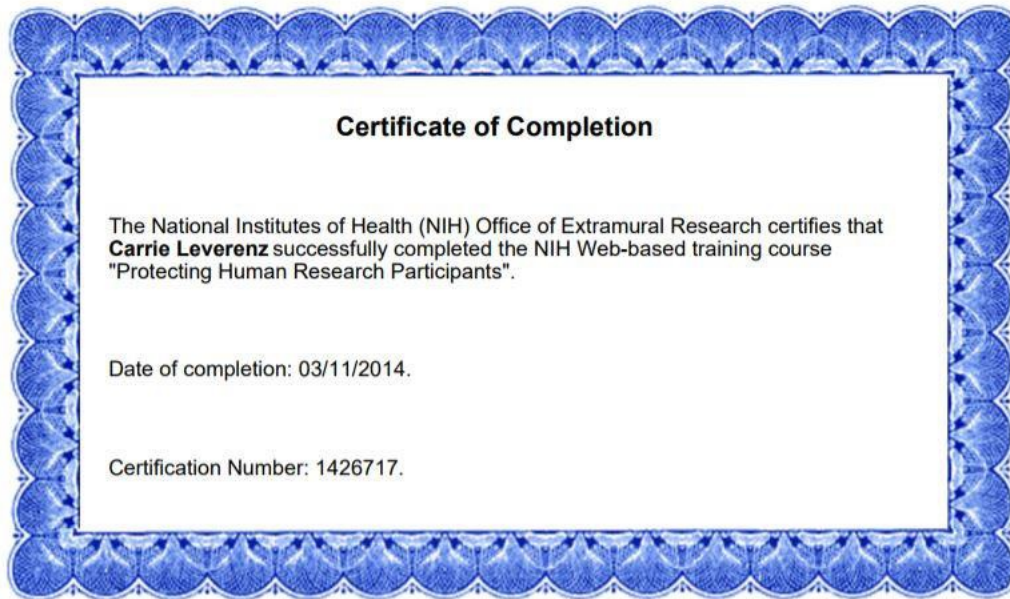 Certificate of Completion
The National Institutes of Health (NIH) Office of Extramural Research certifies that
Carrie Leverenz successfully completed the NIH Web-based training course
"Protecting Human Research Participants".
Date of completion: 03/11/2014.
Certification Number: 1426717.